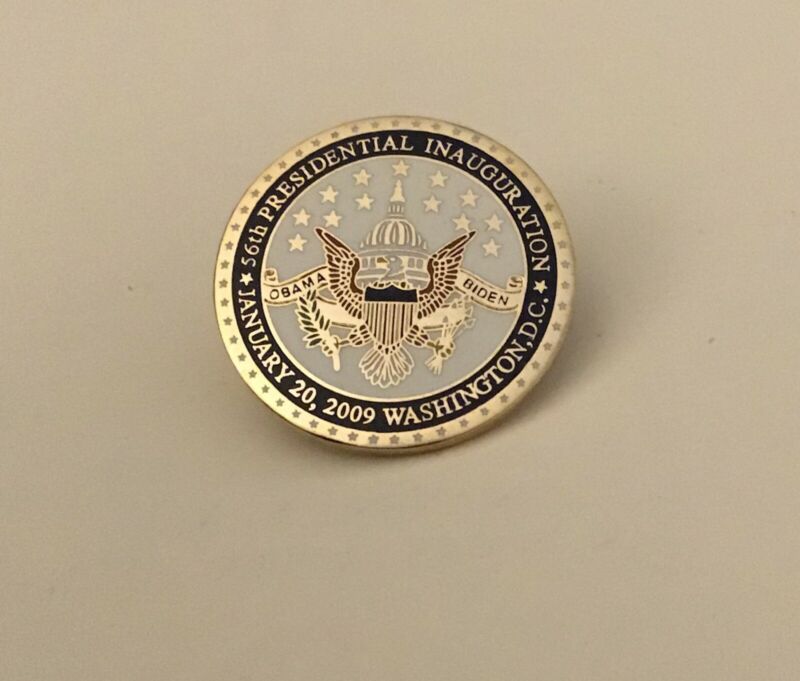 56th PRESIDENTIAL INAUGURATION
OBAMA BIDEN
JANUARY 20, 2009 WASHINGTON, D.C.